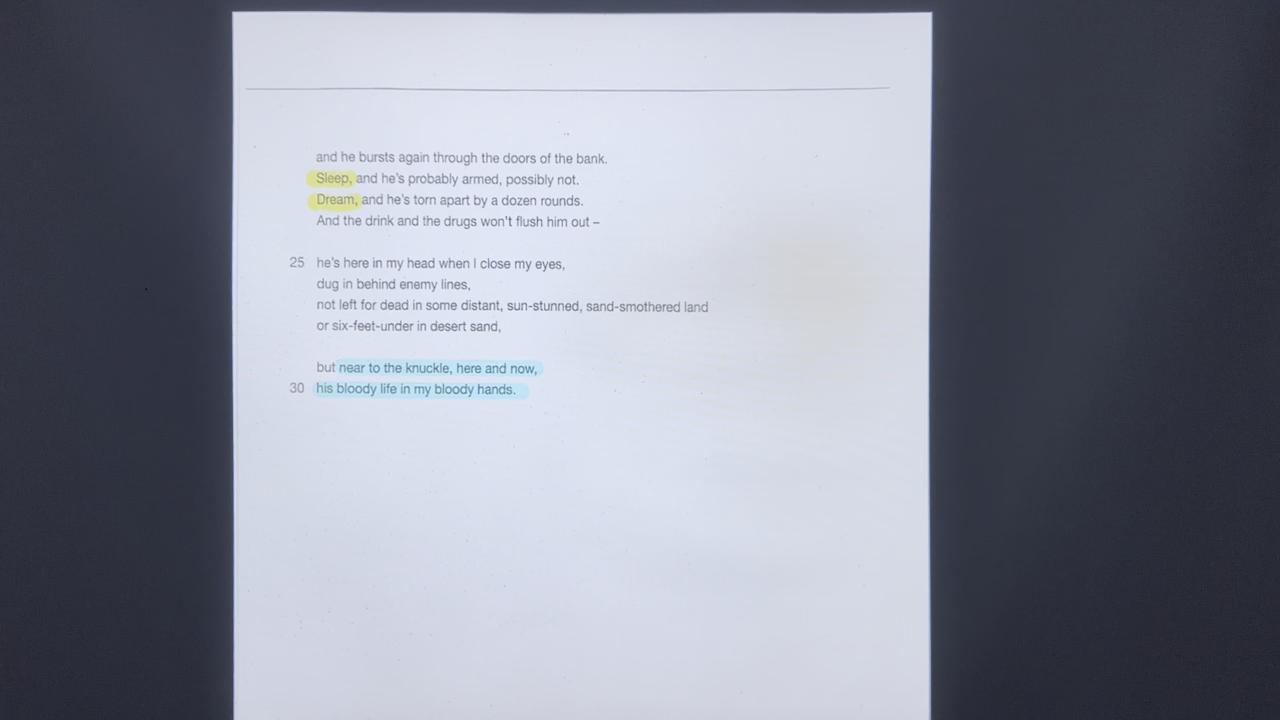 and he bursts again through the doors of the bank.
Sleep, and he's probably armed, possibly not.
Dream, and he's torn apart by a dozen rounds.
And the drink and the drugs won't flush him out –
25 he's here in my head when I close my eyes,
dug in behind enemy lines,
not left for dead in some distant, sun-stunned, sand-smothered land
or six-feet-under in desert sand,
but near to the knuckle, here and now,
30 his bloody life in my bloody hands.